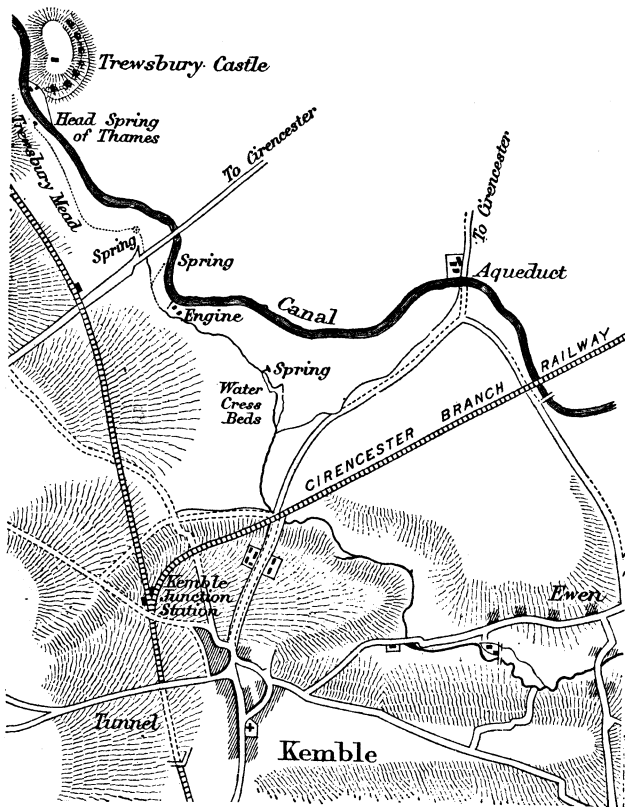 Trewsbury Castle
Head Spring
of Thames
Trewsbury Mead
To Cirencester
To Cirencester
Spring
Spring
Aqueduct
Engine
Canal
Spring
Water
Cress
Beds
CIRENCESTER BRANCH RAILWAY
Kemble
Junction
Station
Ewen
Tunnel
Kemble